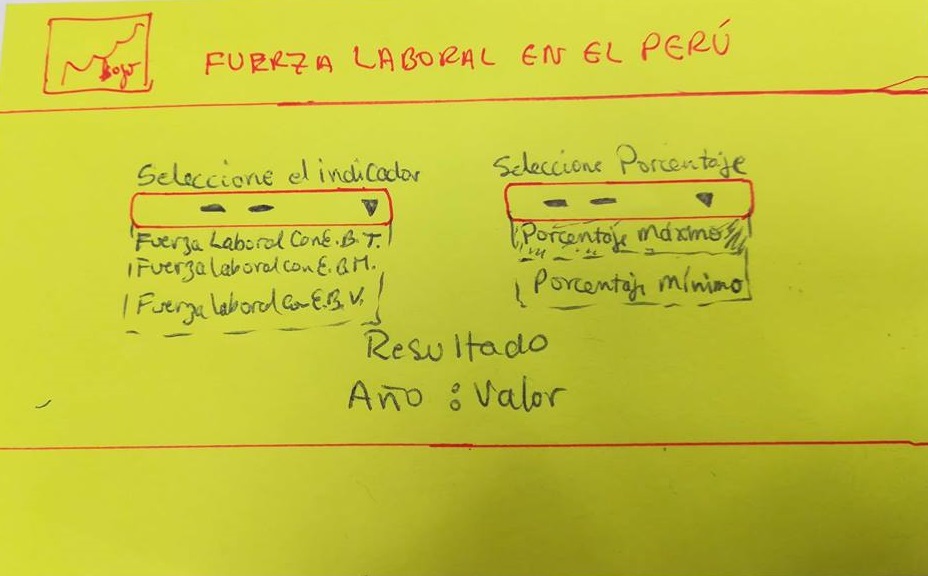 logo
FUERZA LABORAL EN EL PERÚ
Seleccione el indicador
Fuerza Laboral Con E.B.T.
Fuerza laboral con E.B.M.
Fuerza laboral Con E.B.V.
Seleccione Porcentaje
Porcentaje máximo
Porcentaje mínimo
Resultado
Año : Valor